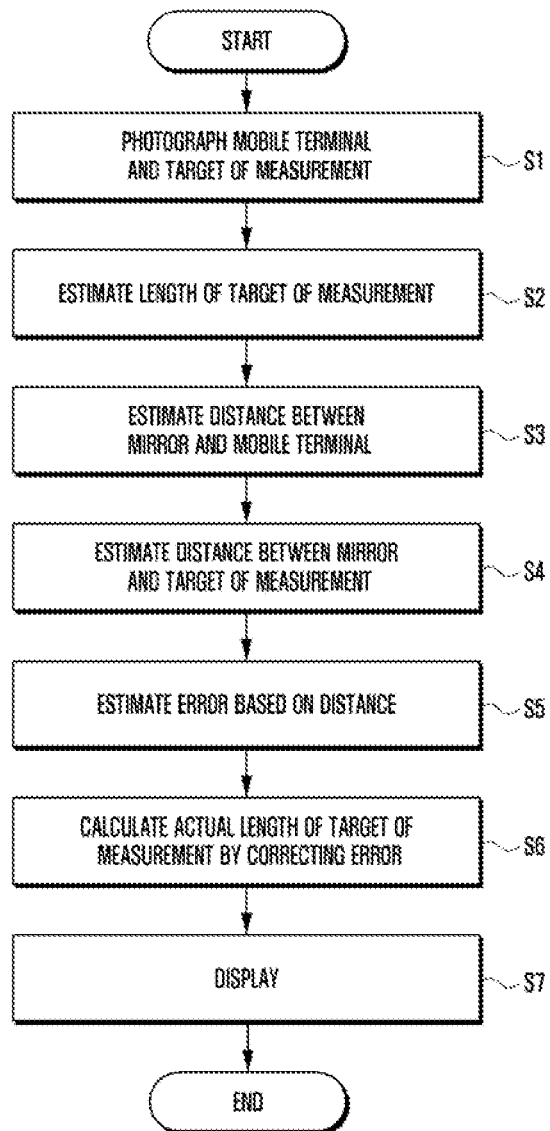 START
PHOTOGRAPH MOBILE TERMINAL
AND TARGET OF MEASUREMENT
S1
ESTIMATE LENGTH OF TARGET OF MEASUREMENT
S2
ESTIMATE DISTANCE BETWEEN
MIRROR AND MOBILE TERMINAL
S3
ESTIMATE DISTANCE BETWEEN MIRROR
AND TARGET OF MEASUREMENT
S4
ESTIMATE ERROR BASED ON DISTANCE
S5
CALCULATE ACTUAL LENGTH OF TARGET OF
MEASUREMENT BY CORRECTING ERROR
S6
DISPLAY
S7
END